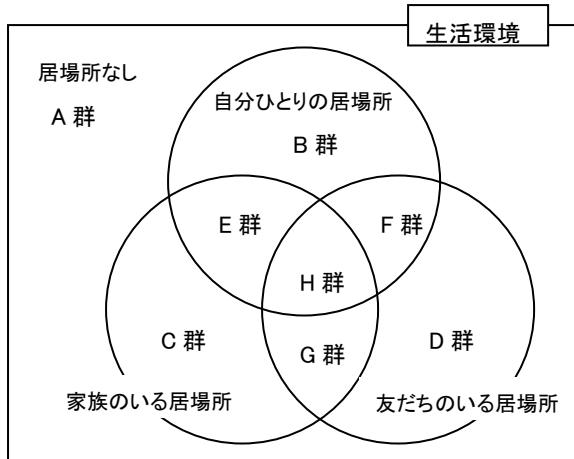 生活環境
居場所なし
A 群
自分ひとりの居場所
B 群
E 群
F 群
H 群
C 群
G 群
D 群
家族のいる居場所
友だちのいる居場所